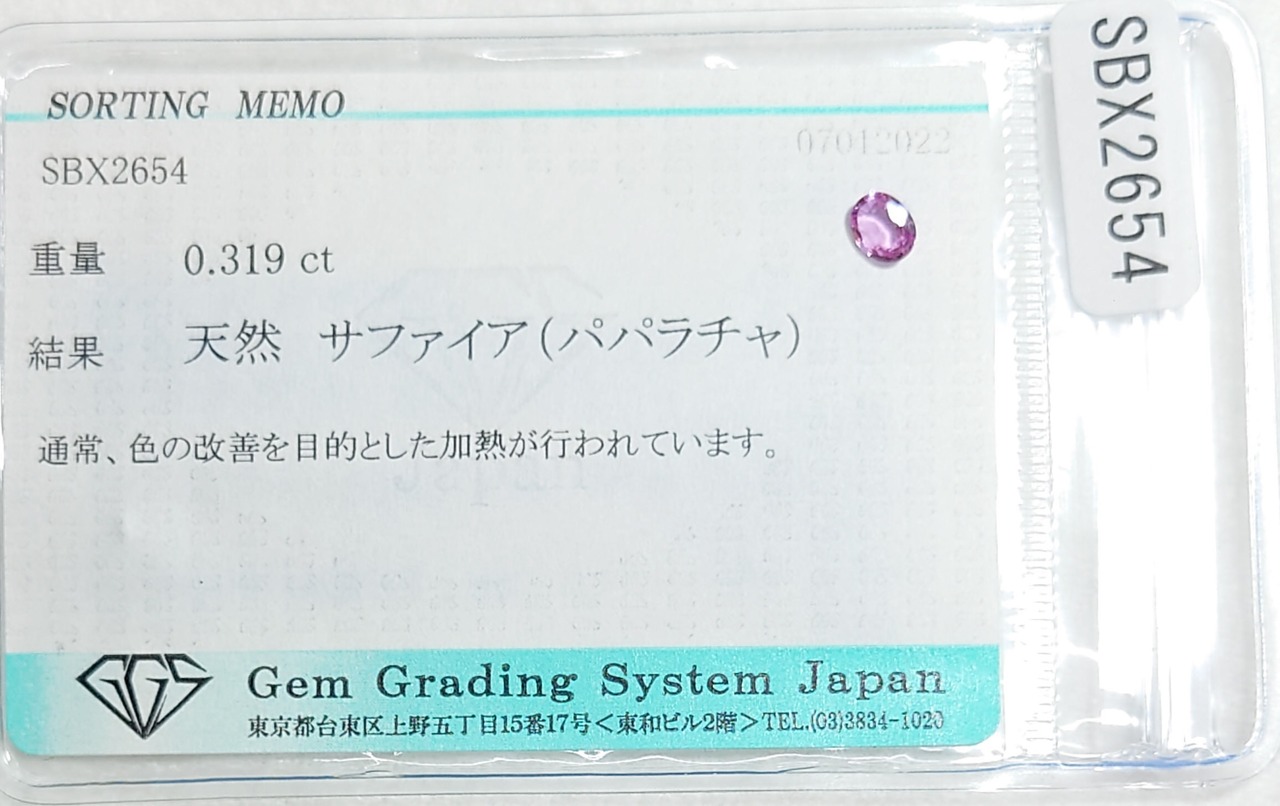 SORTING MEMO
07012022
SBX2654
重量 0.319 ct
結果 天然 サファイア(パパラチャ)
通常、色の改善を目的とした加熱が行われています。
GGS Gem Grading System Japan
東京都台東区上野五丁目15番17号<東和ビル2階>TEL.(03)3834-1020
SBX2654